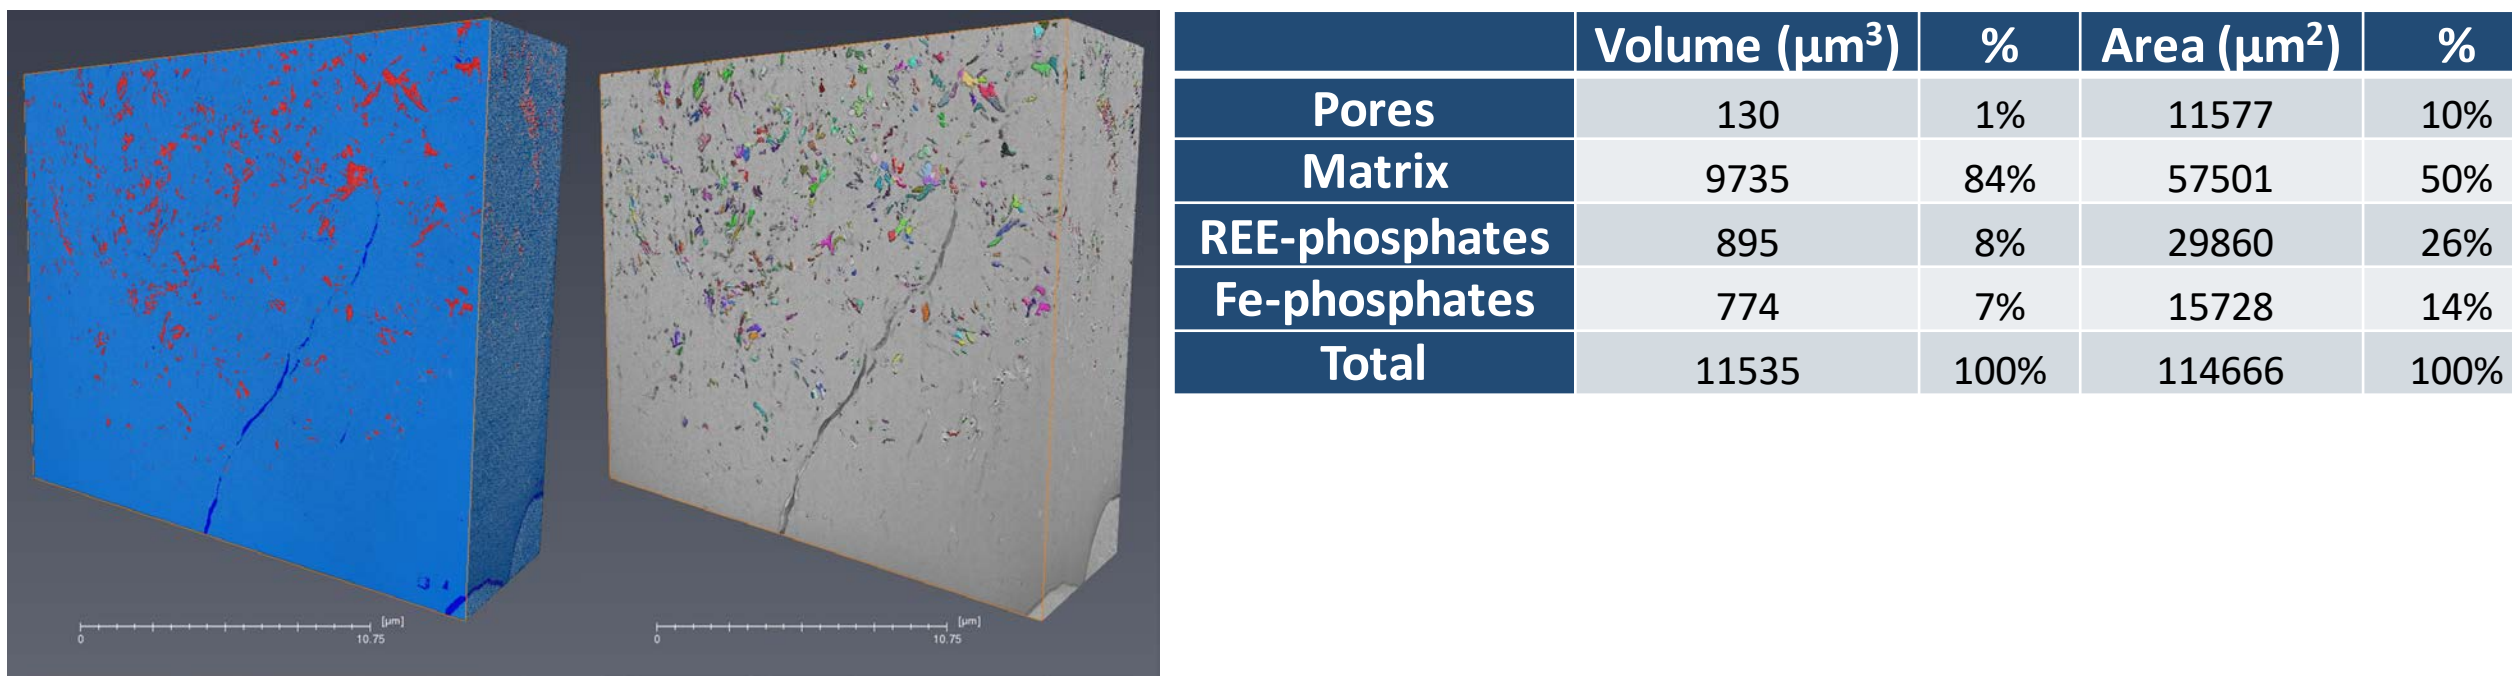 Volume (µm³) % Area (µm²) %
Pores 130 1% 11577 10%
Matrix 9735 84% 57501 50%
REE-phosphates 895 8% 29860 26%
Fe-phosphates 774 7% 15728 14%
Total 11535 100% 114666 100%
[µm]
0 10.75
[µm]
0 10.75